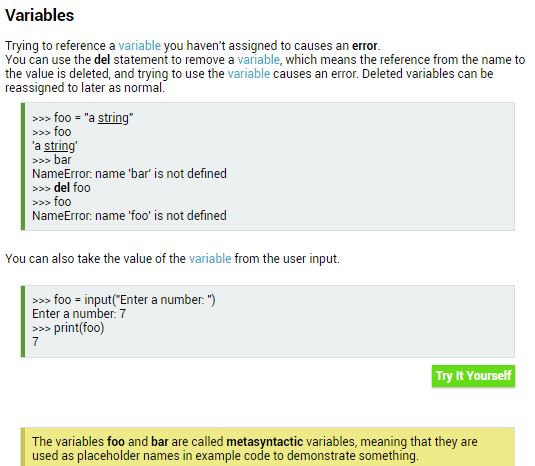 Variables
Trying to reference a variable you haven't assigned to causes an error.
You can use the del statement to remove a variable, which means the reference from the name to
the value is deleted, and trying to use the variable causes an error. Deleted variables can be
reassigned to later as normal.
>>> foo = "a string"
>>> foo
'a string'
>>> bar
NameError: name 'bar' is not defined
>>> del foo
>>> foo
NameError: name 'foo' is not defined
You can also take the value of the variable from the user input.
>>> foo = input("Enter a number: ")
Enter a number: 7
>>> print(foo)
7
Try It Yourself
The variables foo and bar are called metasyntactic variables, meaning that they are
used as placeholder names in example code to demonstrate something.